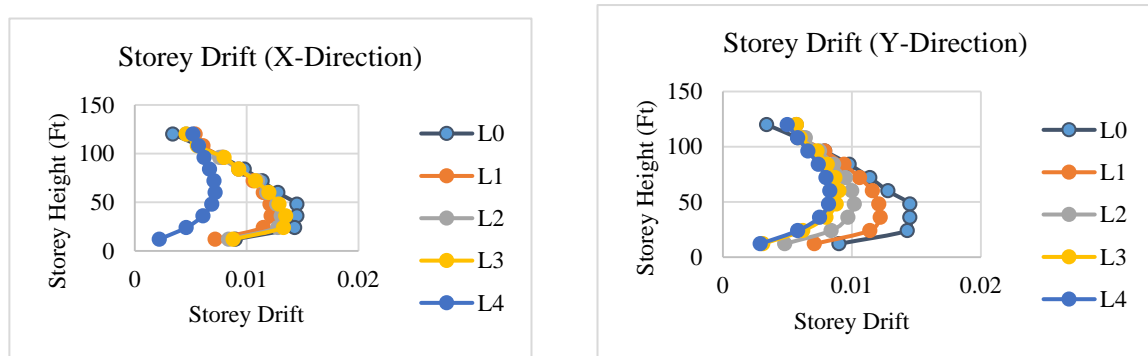 Storey Drift (X-Direction)
Storey Height (Ft)
150
100
50
0
0
0.01
0.02
Storey Drift
L0
L1
L2
L3
L4
Storey Drift (Y-Direction)
Storey Height (Ft)
150
100
50
0
0
0.01
0.02
Storey Drift
L0
L1
L2
L3
L4